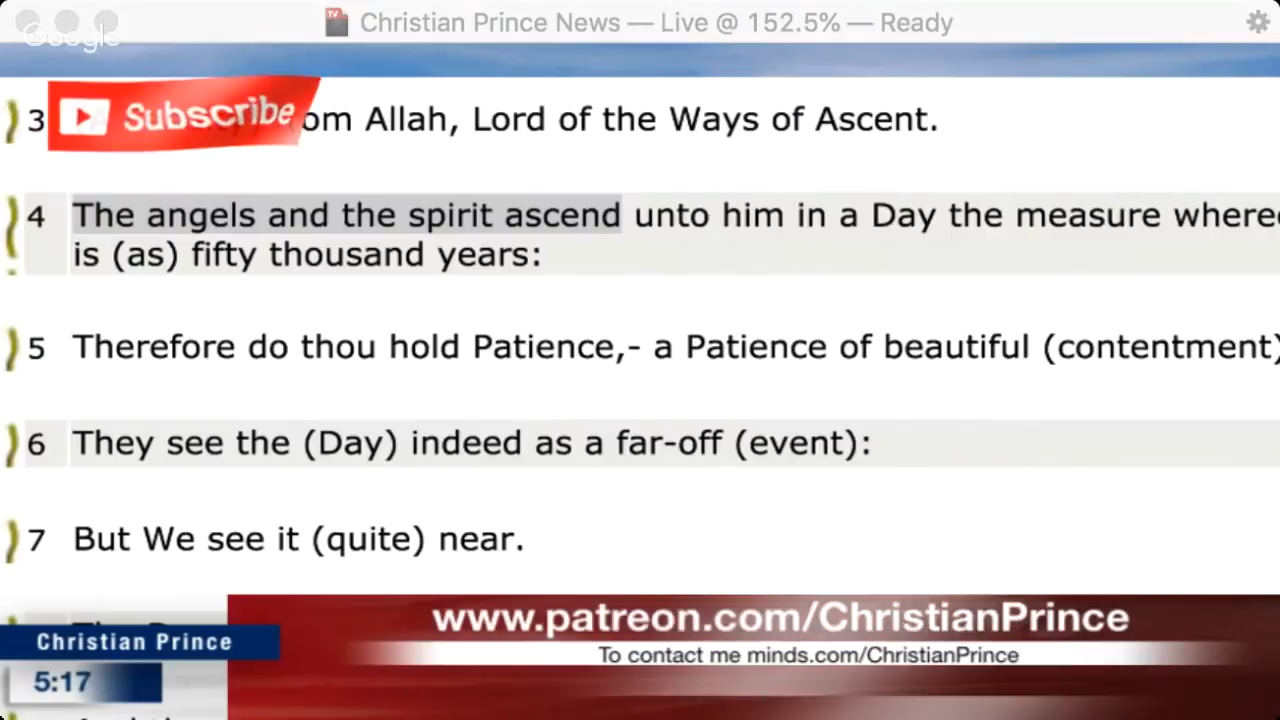 Christian Prince News — Live @ 152.5% — Ready
Google
3 om Allah, Lord of the Ways of Ascent.
Subscribe
4 The angels and the spirit ascend unto him in a Day the measure
is (as) fifty thousand years:
5 Therefore do thou hold Patience,- a Patience of beautiful (contentment)
6 They see the (Day) indeed as a far-off (event):
7 But We see it (quite) near.
www.patreon.com/ChristianPrince
Christian Prince
To contact me minds.com/ChristianPrince
5:17